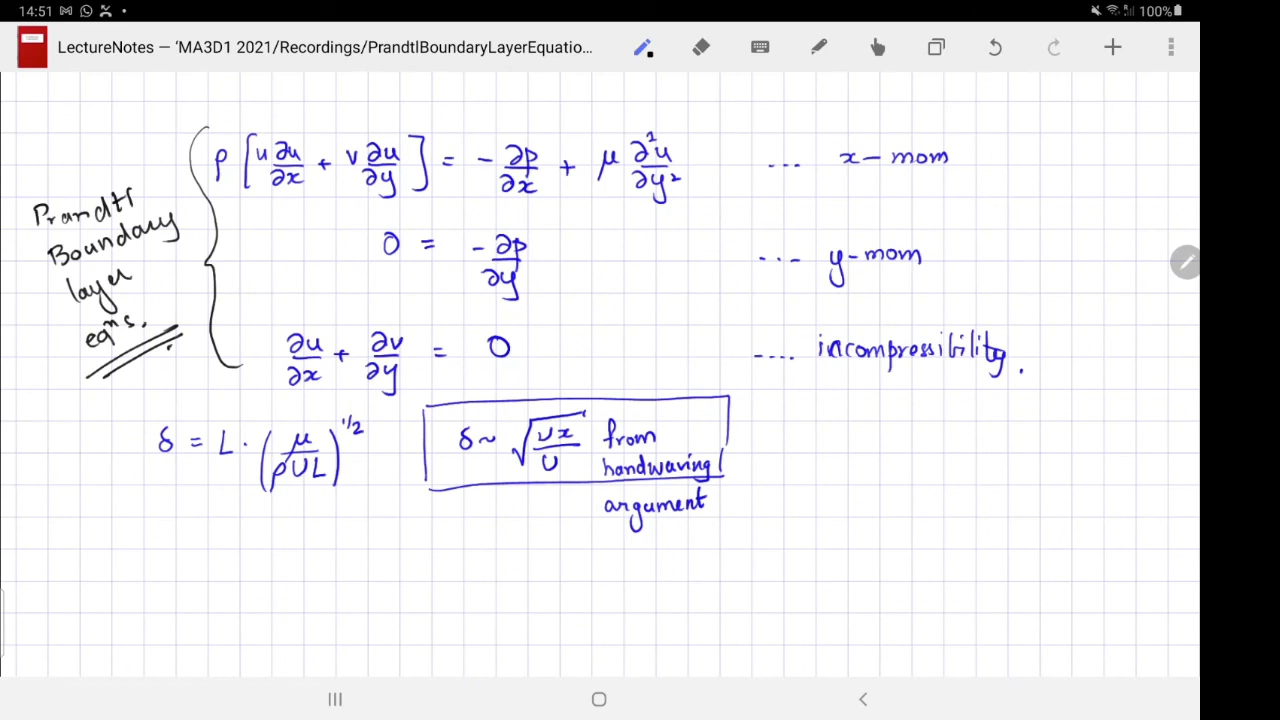 14:51
100%
LectureNotes — ‘MA3D1 2021/Recordings/PrandtlBoundaryLayerEquatio...
ρ [u ∂u/∂x + v ∂u/∂y] = - ∂p/∂x + μ ∂²u/∂y² ... x-mom
Prandtl
Boundary
layer
eqⁿs.
0 = - ∂p/∂y ... y-mom
∂u/∂x + ∂v/∂y = 0 .... incompressibility.
δ = L · (μ/ρUL)^1/2
δ ~ √(νx/U) from
handwaving
argument